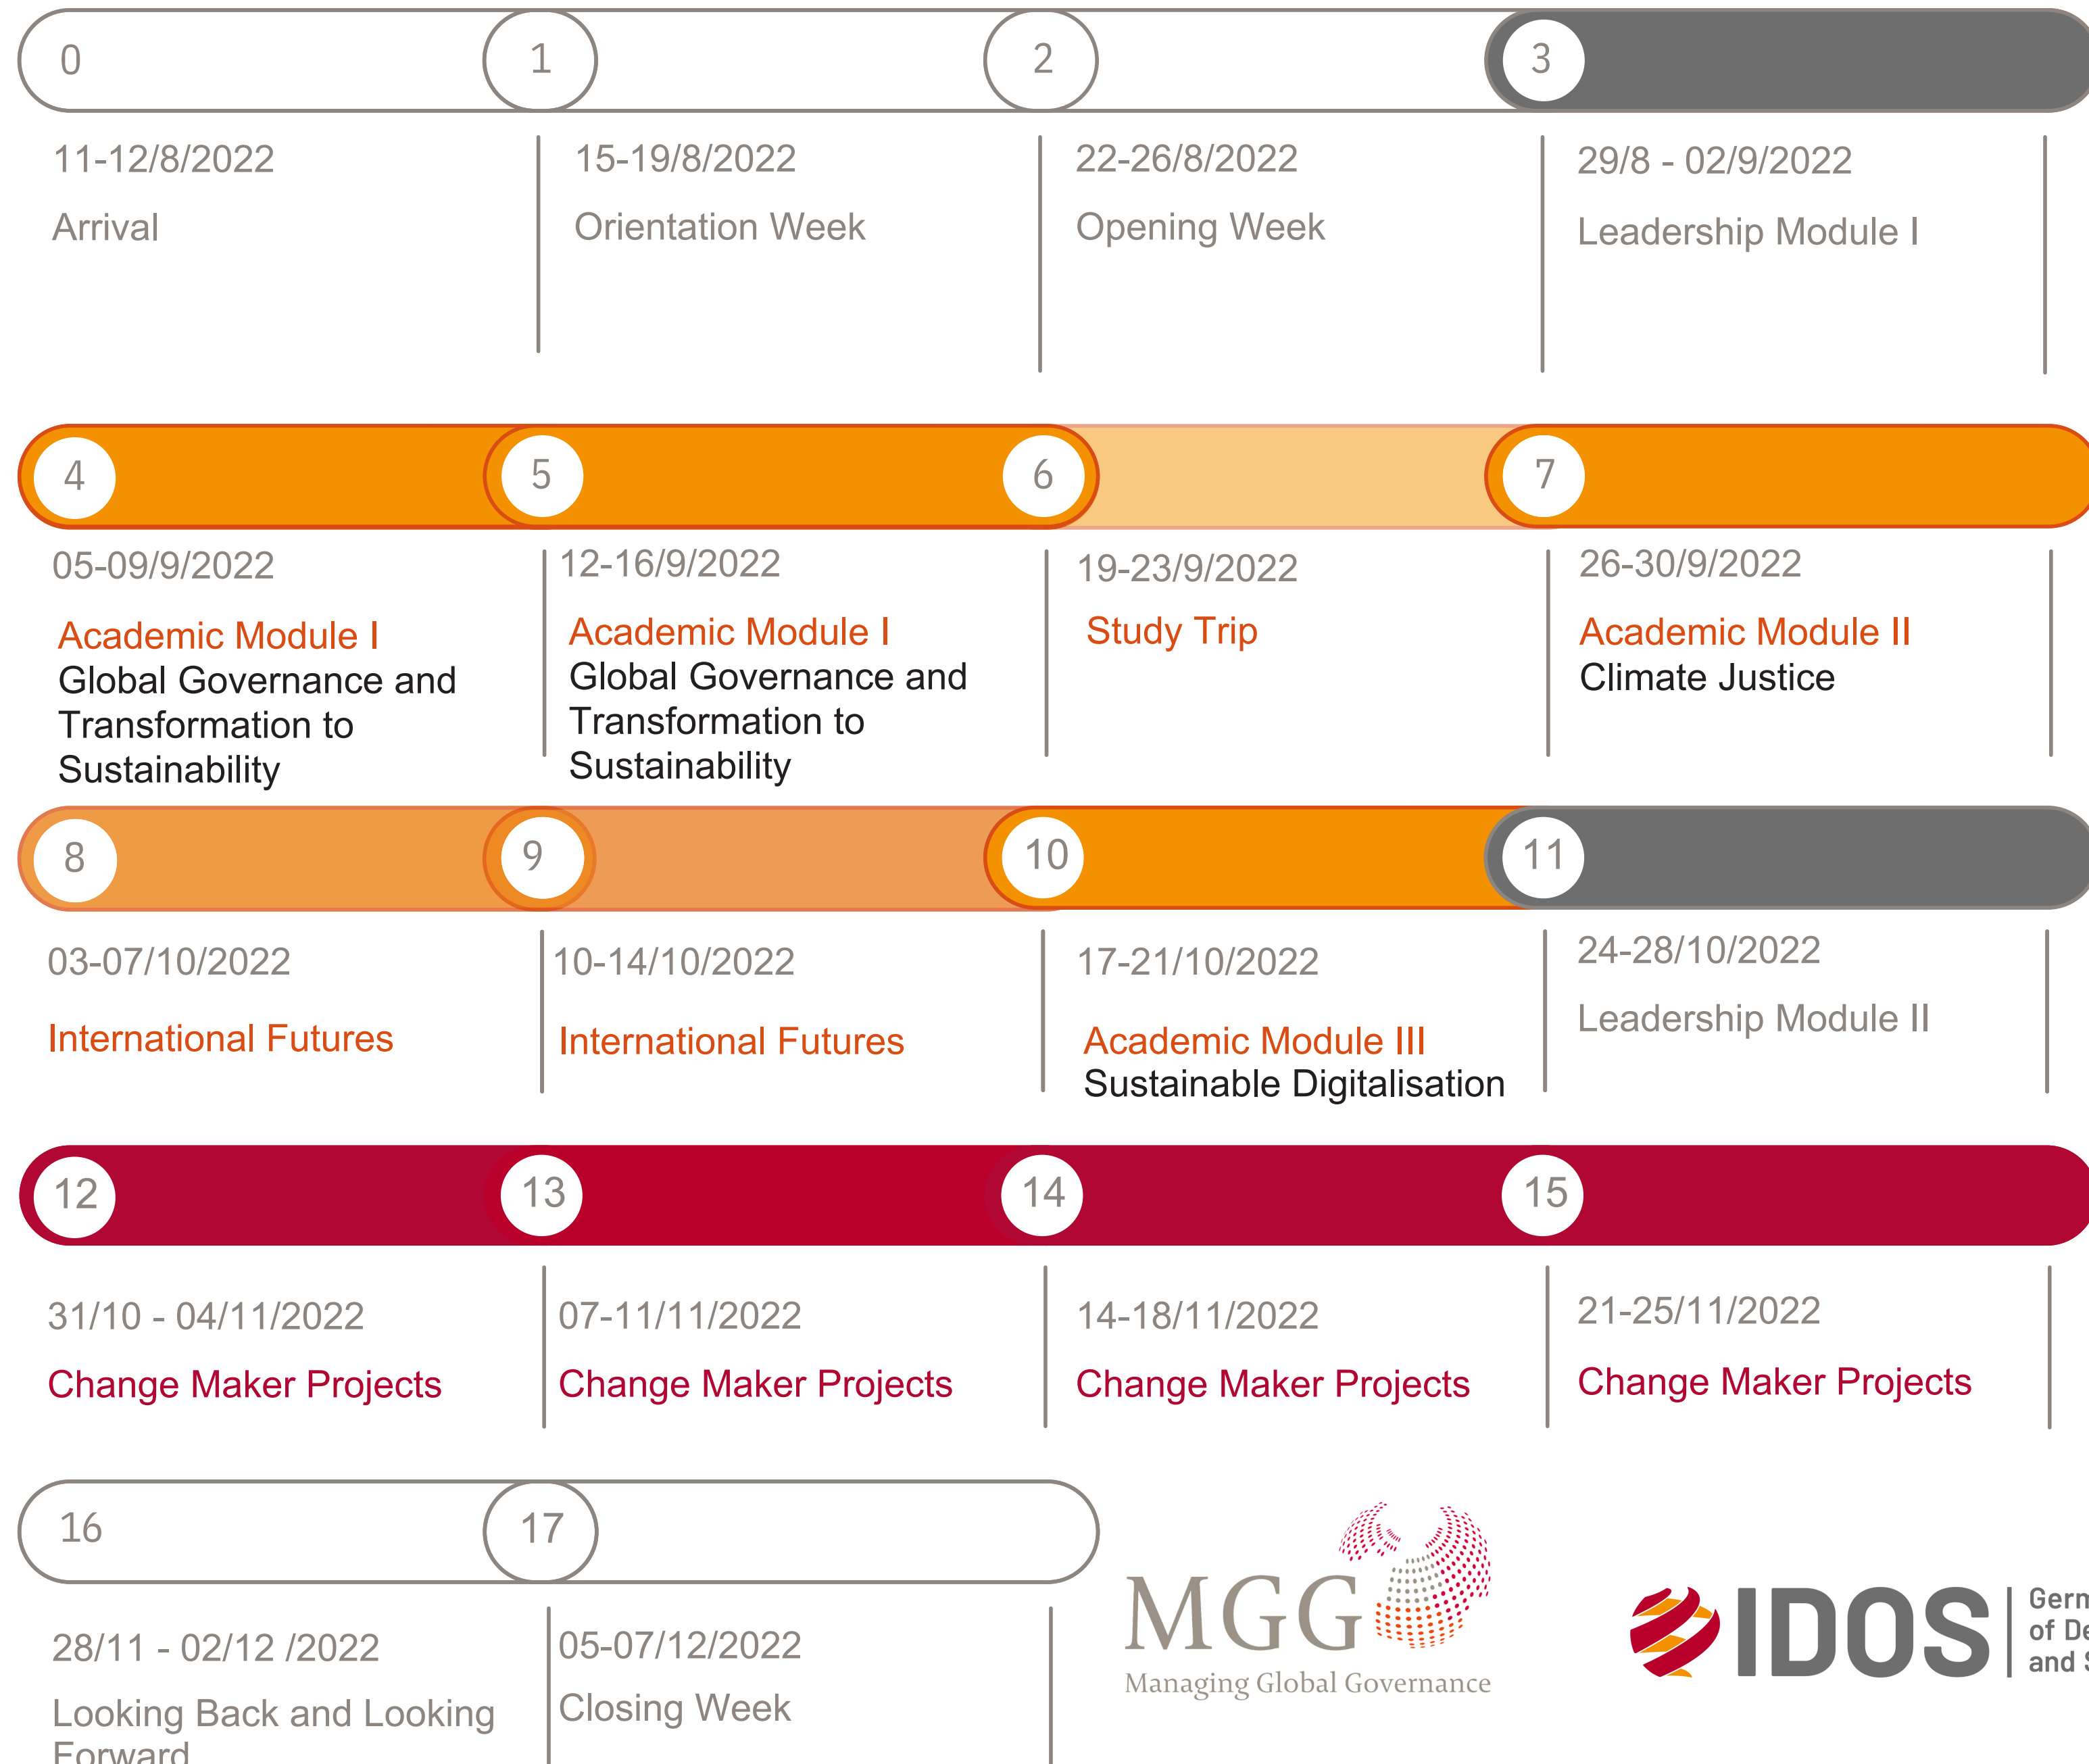 0 1 2 3
11-12/8/2022
Arrival
15-19/8/2022
Orientation Week
22-26/8/2022
Opening Week
29/8 - 02/9/2022
Leadership Module I
4 5 6 7
05-09/9/2022
Academic Module I
Global Governance and
Transformation to
Sustainability
12-16/9/2022
Academic Module I
Global Governance and
Transformation to
Sustainability
19-23/9/2022
Study Trip
26-30/9/2022
Academic Module II
Climate Justice
8 9 10 11
03-07/10/2022
International Futures
10-14/10/2022
International Futures
17-21/10/2022
Academic Module III
Sustainable Digitalisation
24-28/10/2022
Leadership Module II
12 13 14 15
31/10 - 04/11/2022
Change Maker Projects
07-11/11/2022
Change Maker Projects
14-18/11/2022
Change Maker Projects
21-25/11/2022
Change Maker Projects
16 17
28/11 - 02/12 /2022
Looking Back and Looking
Forward
05-07/12/2022
Closing Week
MGG
Managing Global Governance
IDOS
of
and